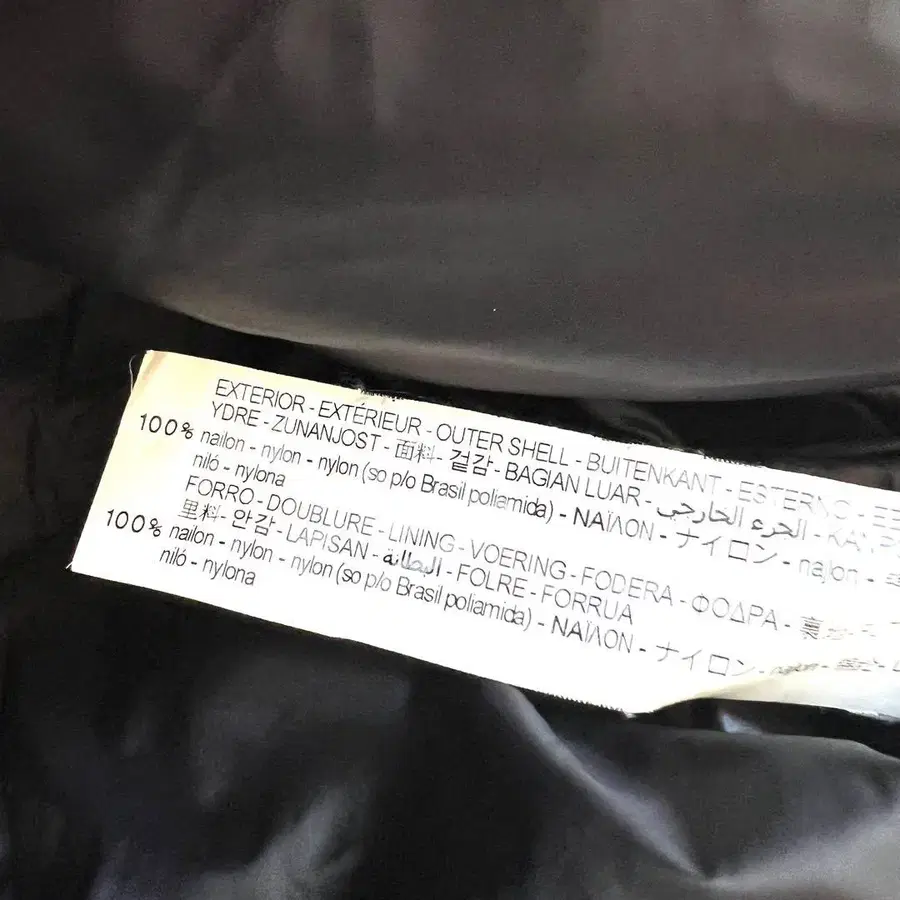 EXTERIOR - EXTÉRIEUR - OUTER SHELL - BUITENKANT - ESTERNO
YDRE - ZUNANJOST - 面料 - 겉감 - BAGIAN LUAR - الجزء الخارجي
100% nailon - nylon - nylon (so p/o Brasil poliamida) - ΝΑΪΛΟΝ - ナイロン - najlon
niló - nylona
FORRO - DOUBLURE - LINING - VOERING - FODERA - ΦΟΔΡΑ
里料 - 안감 - LAPISAN - البطانة - FOLRE - FORRUA
100% nailon - nylon - nylon (so p/o Brasil poliamida) - ΝΑΪΛΟΝ - ナイロン
niló - nylona